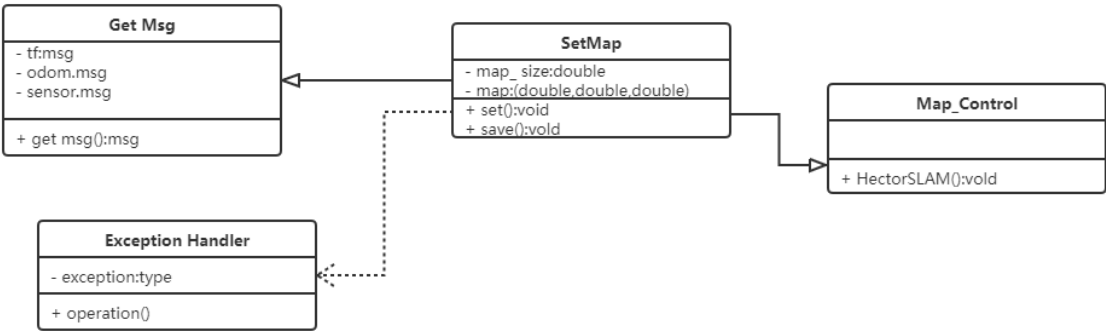 Get Msg
- tf:msg
- odom.msg
- sensor.msg
+ get msg():msg
SetMap
- map_ size:double
- map:(double,double,double)
+ set():void
+ save():vold
Map_Control
+ HectorSLAM():vold
Exception Handler
- exception:type
+ operation()